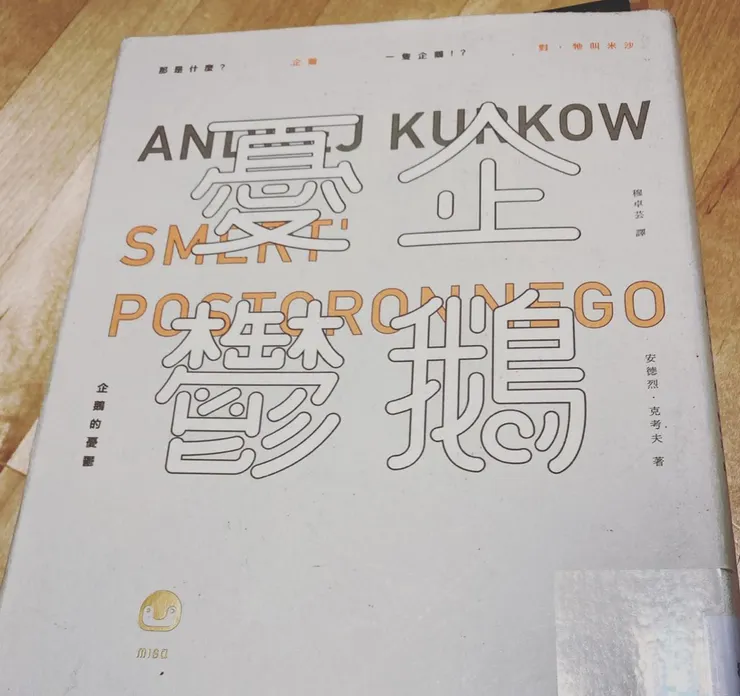 那是什麼？ 企鵝 一隻企鵝！？ 對，牠叫米沙
ANDREJ KURKOW
SMERT' 
POSTORONNEGO
企鵝
憂鬱
穆卓芸 譯
安德烈・克考夫 著
企鵝的憂鬱
misa